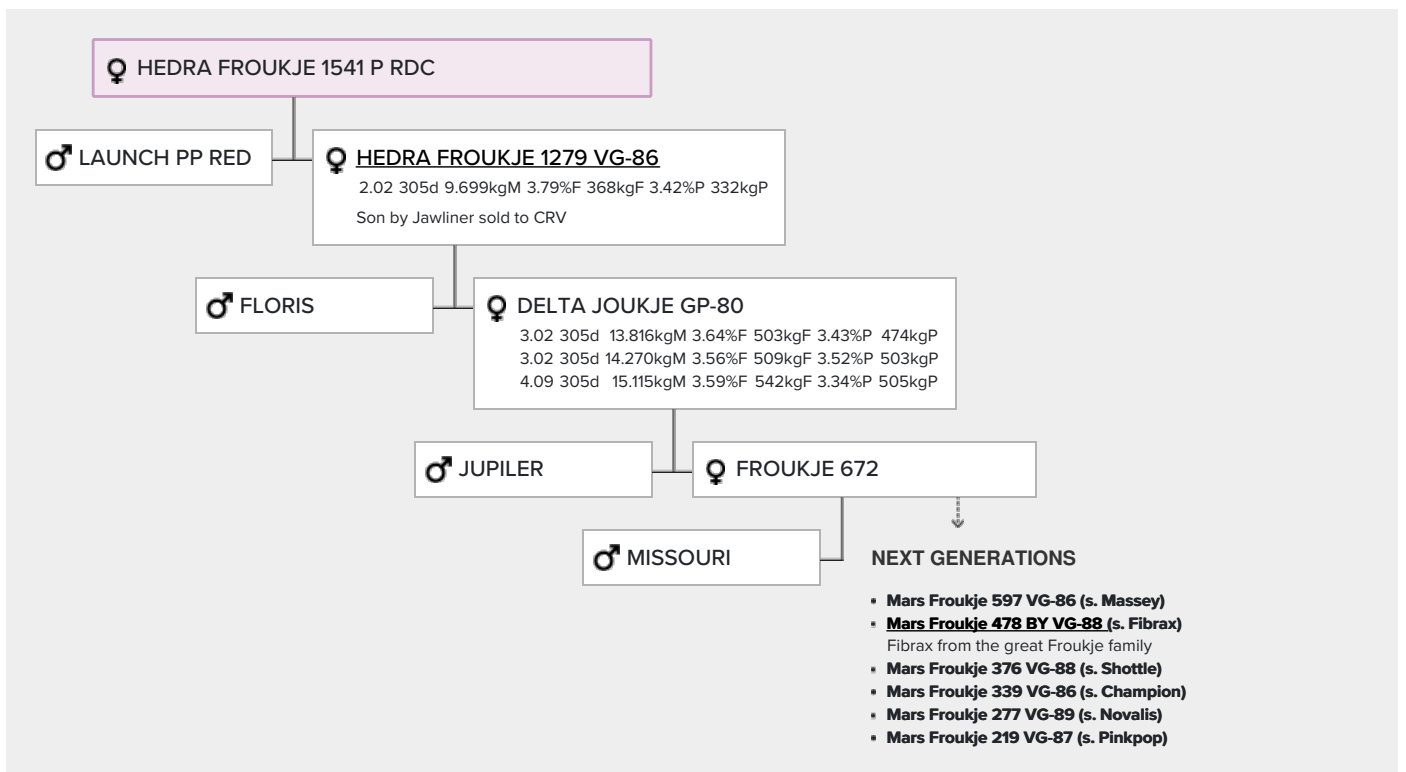 HEDRA FROUKJE 1541 P RDC
LAUNCH PP RED
HEDRA FROUKJE 1279 VG-86
2.02 305d 9.699kgM 3.79%F 368kgF 3.42%P 332kgP
Son by Jawliner sold to CRV
FLORIS
DELTA JOUKJE GP-80
3.02 305d 13.816kgM 3.64%F 503kgF 3.43%P 474kgP
3.02 305d 14.270kgM 3.56%F 509kgF 3.52%P 503kgP
4.09 305d 15.115kgM 3.59%F 542kgF 3.34%P 505kgP
JUPILER
FROUKJE 672
MISSOURI
NEXT GENERATIONS
Mars Froukje 597 VG-86 (s. Massey)
Mars Froukje 478 BY VG-88 (s. Fibrax)
Fibrax from the great Froukje family
Mars Froukje 376 VG-88 (s. Shottle)
Mars Froukje 339 VG-86 (s. Champion)
Mars Froukje 277 VG-89 (s. Novalis)
Mars Froukje 219 VG-87 (s. Pinkpop)